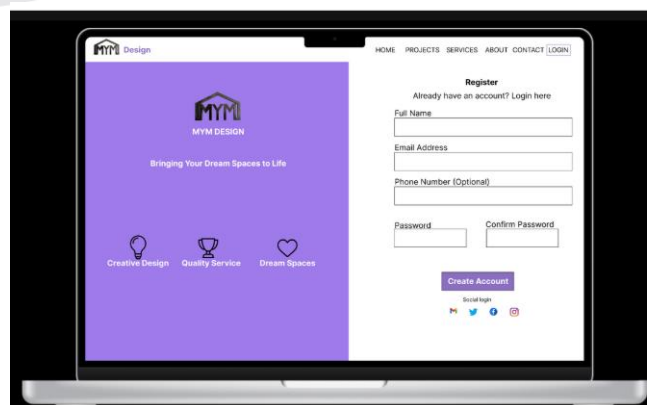 MYM Design
HOME PROJECTS SERVICES ABOUT CONTACT LOGIN
MYM
MYM DESIGN
Bringing Your Dream Spaces to Life
Creative Design Quality Service Dream Spaces
Register
Already have an account? Login here
Full Name
Email Address
Phone Number (Optional)
Password Confirm Password
Create Account
Social login